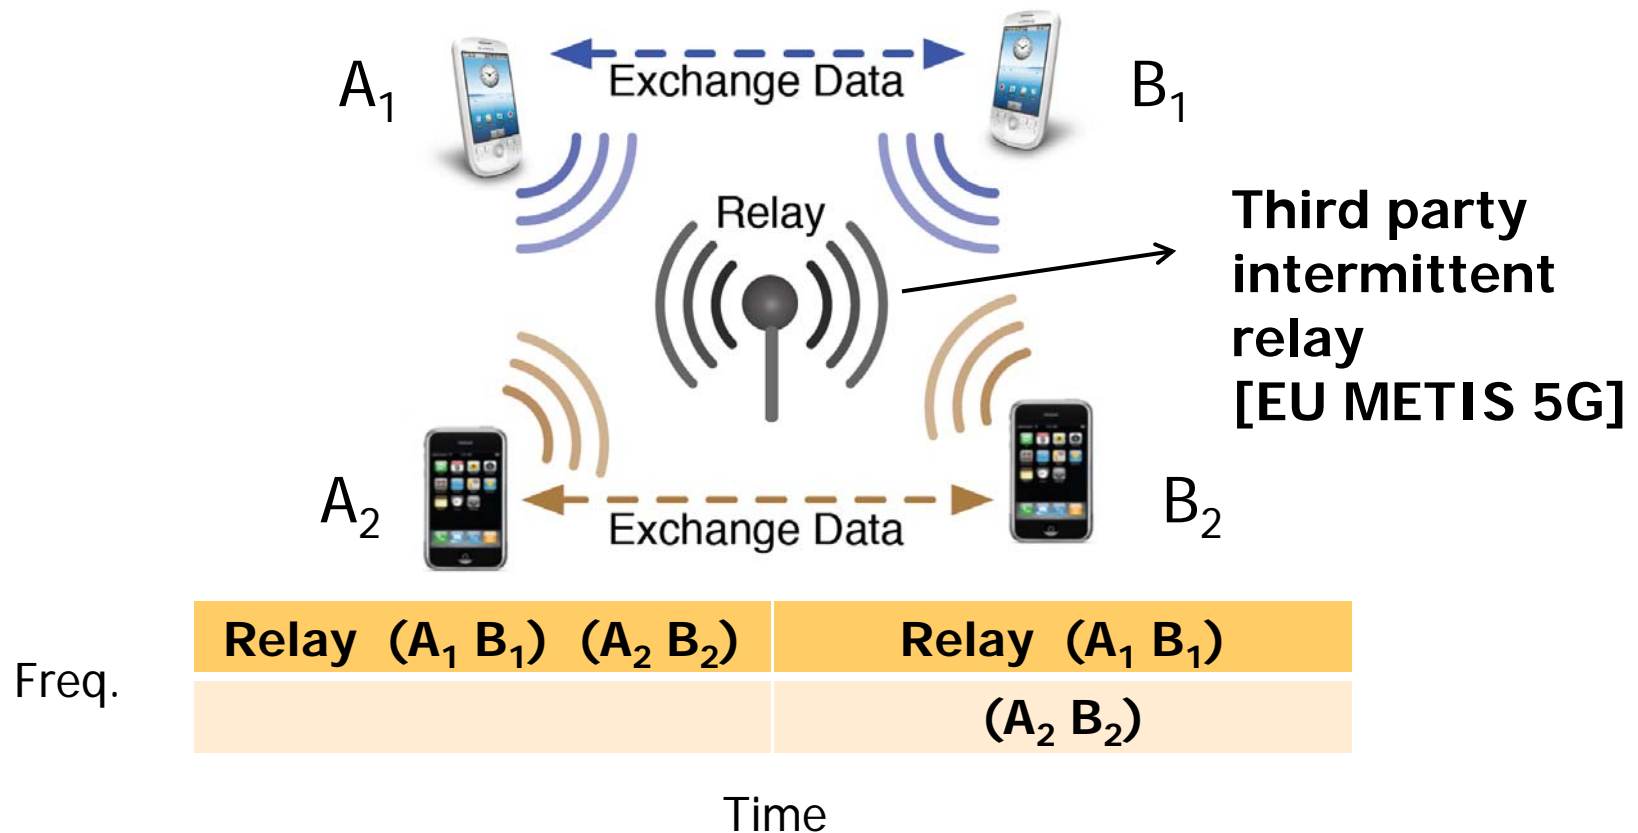 A₁
Exchange Data
B₁
Relay
Third party
intermittent
relay
[EU METIS 5G]
A₂
Exchange Data
B₂
Relay (A₁ B₁) (A₂ B₂)
Relay (A₁ B₁)
Freq.
(A₂ B₂)
Time